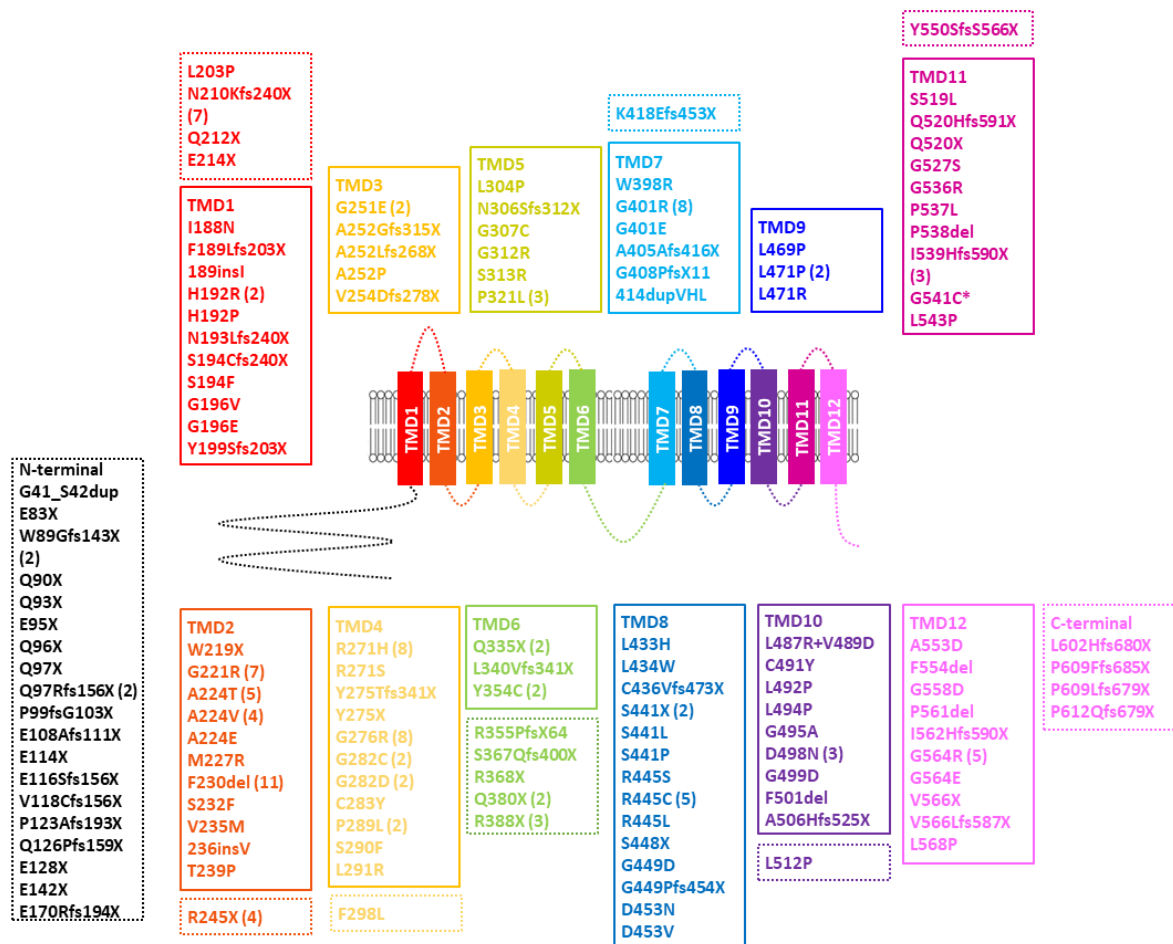 L203P
N210Kfs240X
(7)
Q212X
E214X
TMD1
I188N
F189Lfs203X
189insI
H192R (2)
H192P
N193Lfs240X
S194Cfs240X
S194F
G196V
G196E
Y199Sfs203X
TMD3
G251E (2)
A252Gfs315X
A252Lfs268X
A252P
V254Dfs278X
TMD5
L304P
N306Sfs312X
G307C
G312R
S313R
P321L (3)
K418Efs453X
TMD7
W398R
G401R (8)
G401E
A405Afs416X
G408PfsX11
414dupVHL
TMD9
L469P
L471P (2)
L471R
Y550SfsS566X
TMD11
S519L
Q520Hfs591X
Q520X
G527S
G536R
P537L
P538del
I539Hfs590X
(3)
G541C*
L543P
TMD1
TMD2
TMD3
TMD4
TMD5
TMD6
TMD7
TMD8
TMD9
TMD10
TMD11
TMD12
N-terminal
G41_S42dup
E83X
W89Gfs143X
(2)
Q90X
Q93X
E95X
Q96X
Q97X
Q97Rfs156X (2)
P99fsG103X
E108Afs111X
E114X
E116Sfs156X
V118Cfs156X
P123Afs193X
Q126Pfs159X
E128X
E142X
E170Rfs194X
TMD2
W219X
G221R (7)
A224T (5)
A224V (4)
A224E
M227R
F230del (11)
S232F
V235M
236insV
T239P
R245X (4)
TMD4
R271H (8)
R271S
Y275Tfs341X
Y275X
G276R (8)
G282C (2)
G282D (2)
C283Y
P289L (2)
S290F
L291R
F298L
TMD6
Q335X (2)
L340Vfs341X
Y354C (2)
R355PfsX64
S367Qfs400X
R368X
Q380X (2)
R388X (3)
TMD8
L433H
L434W
C436Vfs473X
S441X (2)
S441L
S441P
R445S
R445C (5)
R445L
S448X
G449D
G449Pfs454X
D453N
D453V
TMD10
L487R+V489D
C491Y
L492P
L494P
G495A
D498N (3)
G499D
F501del
A506Hfs525X
L512P
TMD12
A553D
F554del
G558D
P561del
I562Hfs590X
G564R (5)
G564E
V566X
V566Lfs587X
L568P
C-terminal
L602Hfs680X
P609Ffs685X
P609Lfs679X
P612Qfs679X